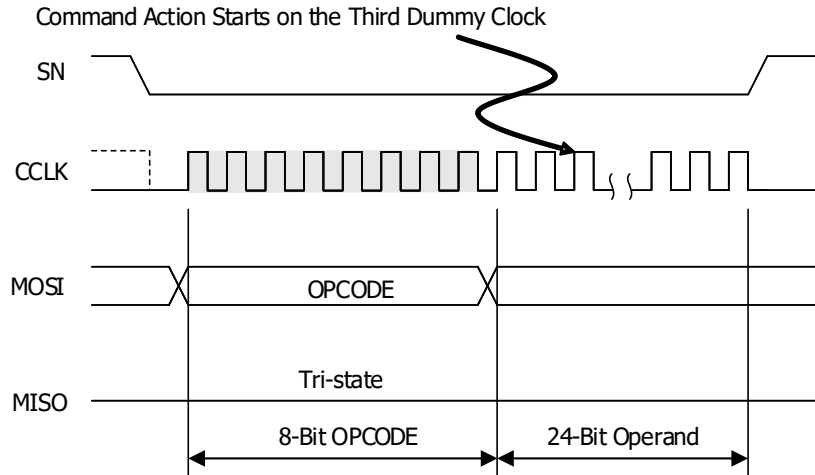 Command Action Starts on the Third Dummy Clock
SN
CCLK
MOSI
OPCODE
Tri-state
MISO
8-Bit OPCODE
24-Bit Operand